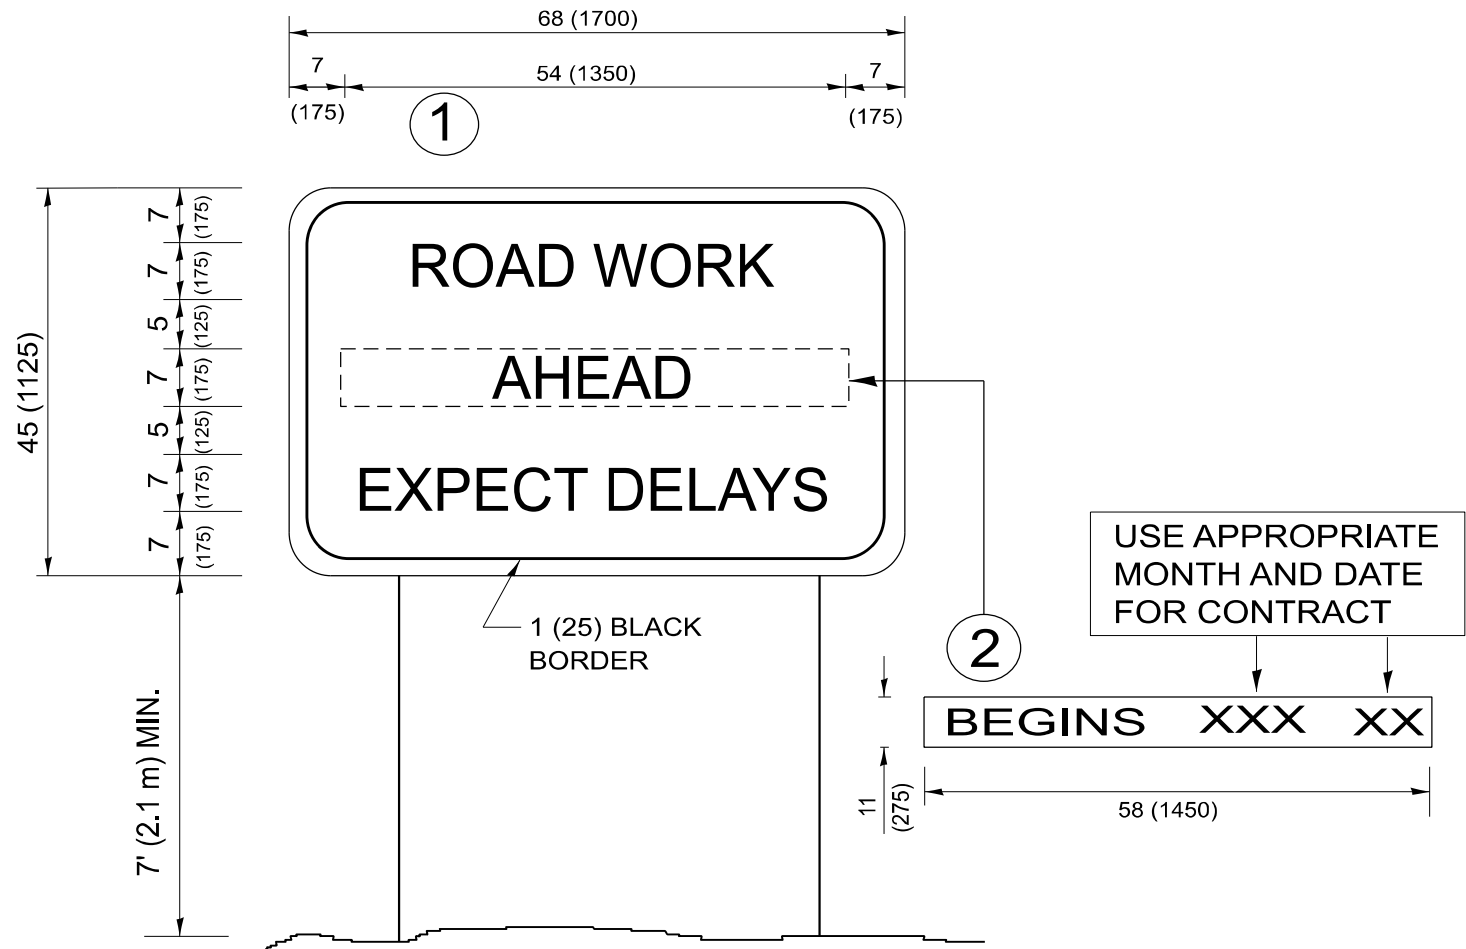 68 (1700)
7
54 (1350)
7
(175)
(175)
1
7
(175)
7
(175)
5
(125)
7
(175)
5
(125)
7
(175)
7
(175)
45 (1125)
ROAD WORK
AHEAD
EXPECT DELAYS
1 (25) BLACK
BORDER
7' (2.1 m) MIN.
2
USE APPROPRIATE
MONTH AND DATE
FOR CONTRACT
BEGINS XXX XX
11
(275)
58 (1450)